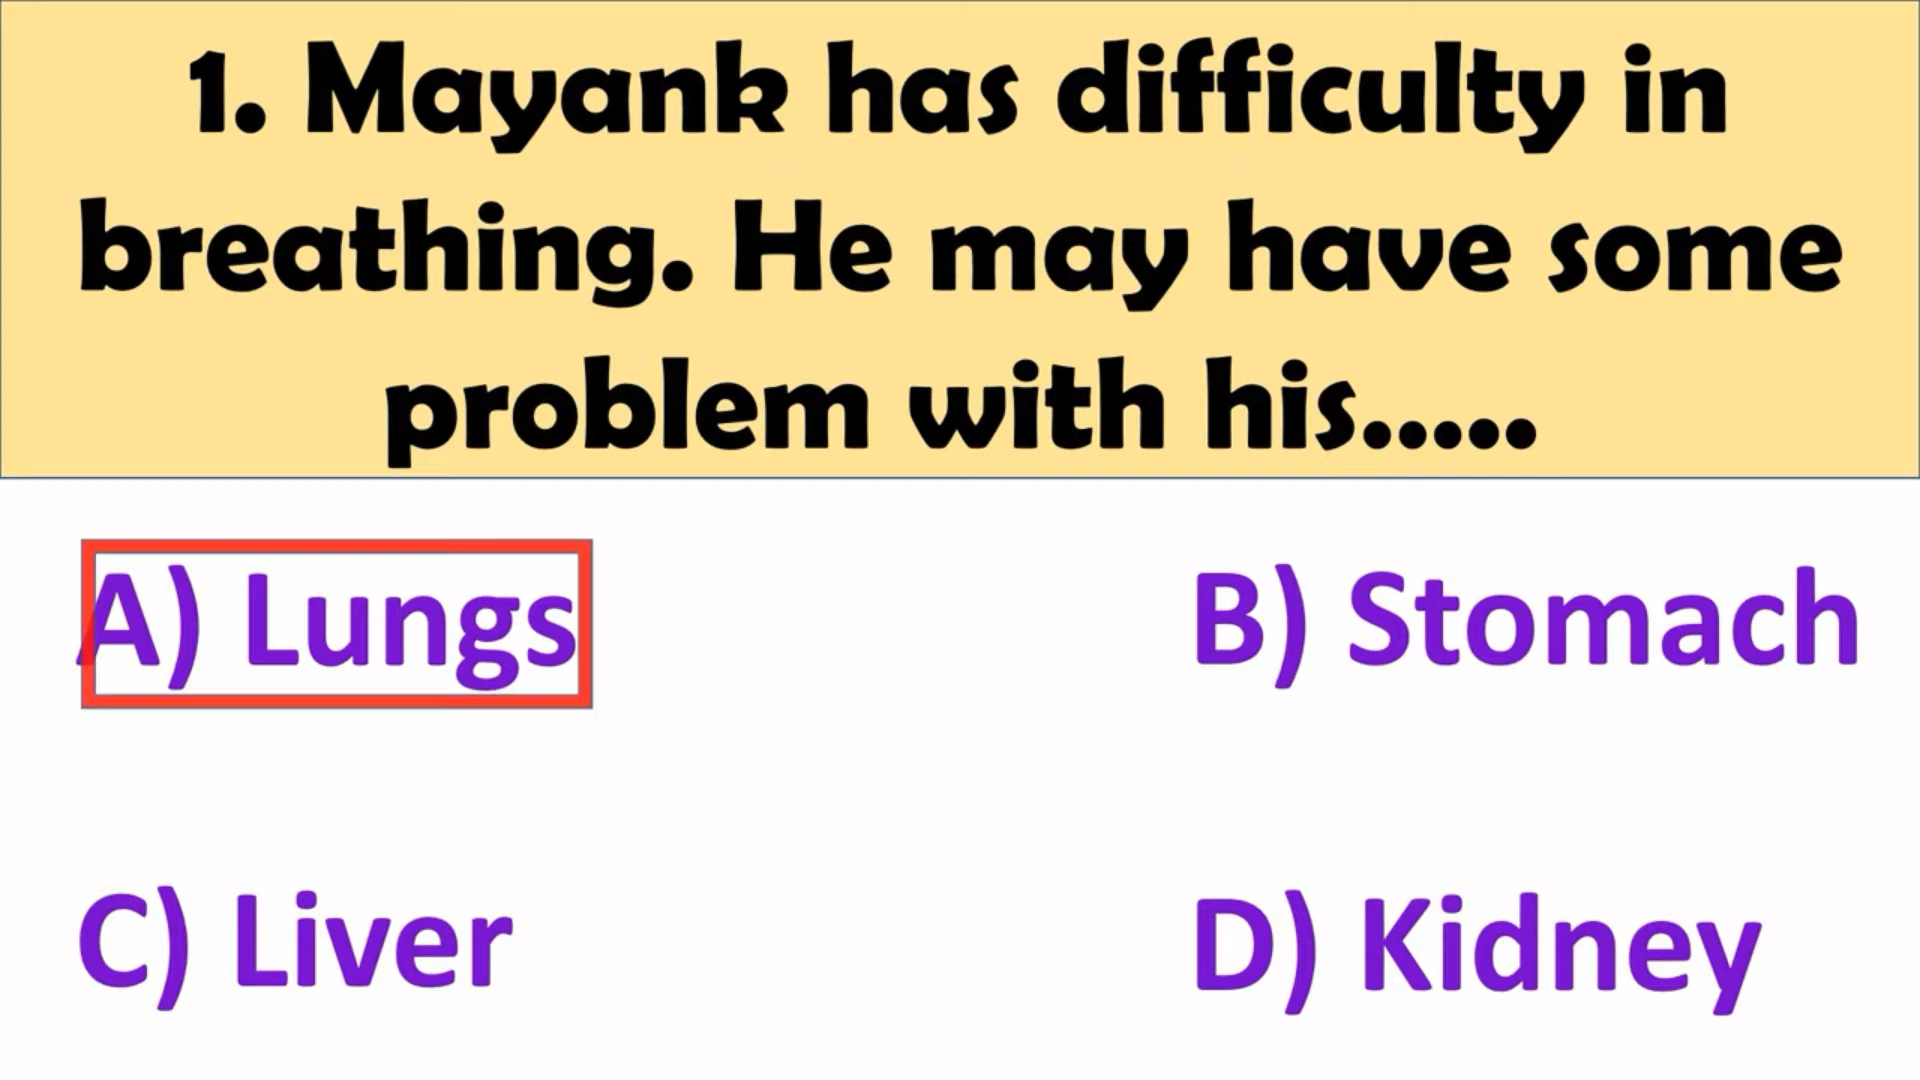 1. Mayank has difficulty in
breathing. He may have some
problem with his.....
A) Lungs
B) Stomach
C) Liver
D) Kidney